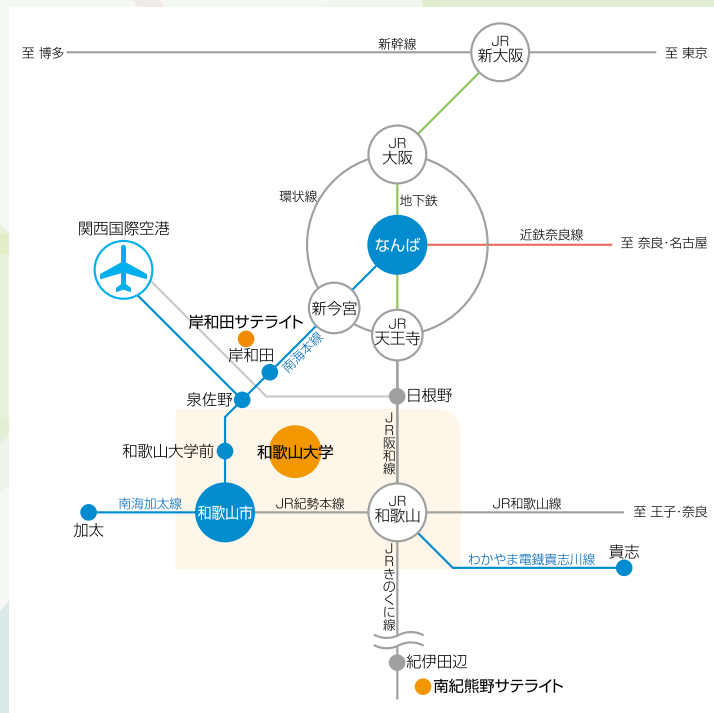 至 博多
新幹線
JR
新大阪
至 東京
JR
大阪
環状線
地下鉄
関西国際空港
なんば
近鉄奈良線
至 奈良・名古屋
新今宮
岸和田サテライト
JR
天王寺
岸和田
南海本線
泉佐野
日根野
JR阪和線
和歌山大学前
和歌山大学
南海加太線
和歌山市
JR紀勢本線
JR
和歌山
JR和歌山線
至 王子・奈良
加太
わかやま電鐵貴志川線
貴志
JRきのくに線
紀伊田辺
南紀熊野サテライト